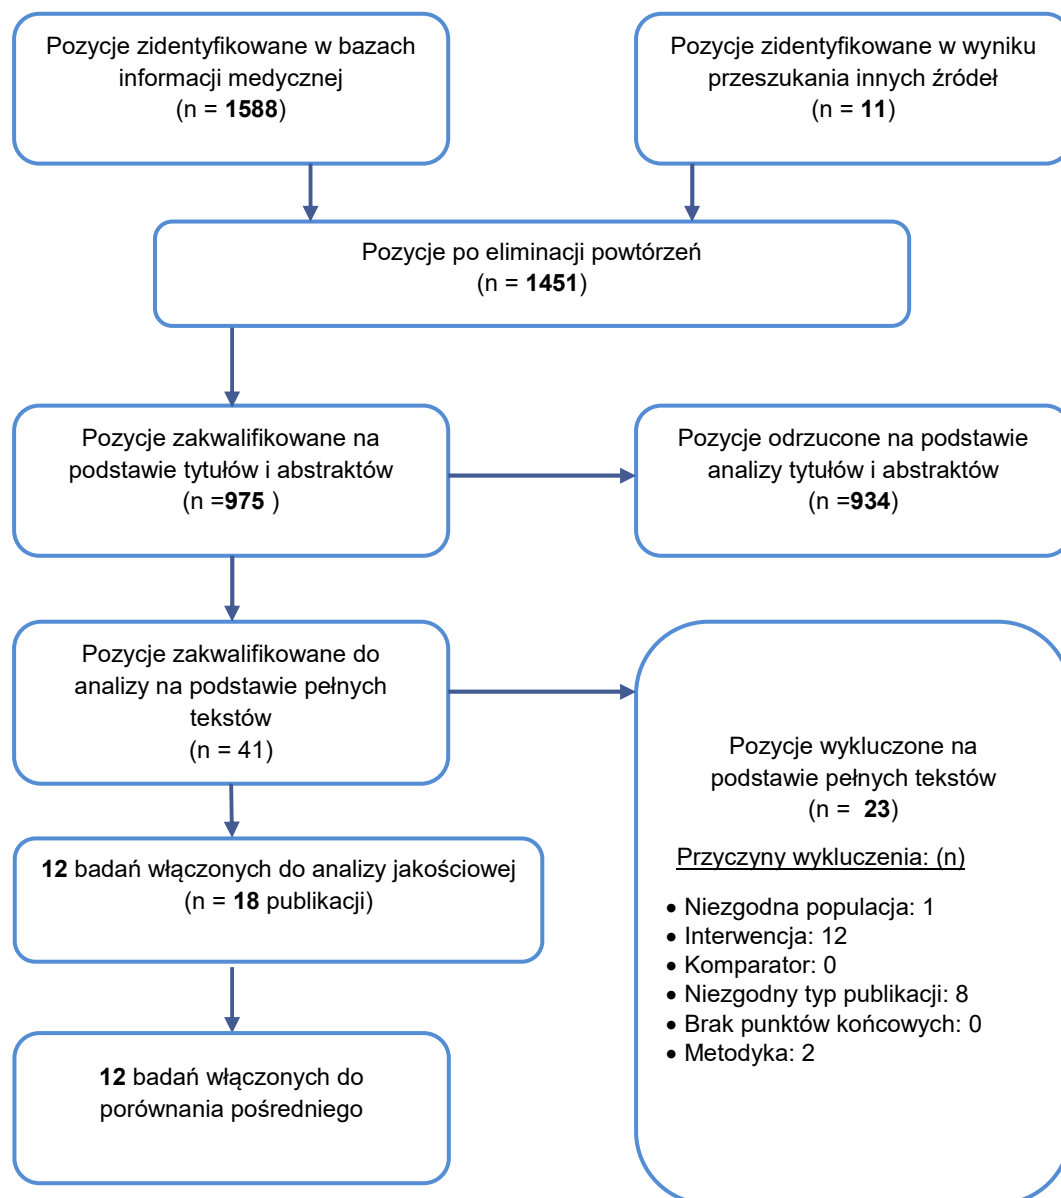 Pozycje zidentyfikowane w bazach
informacji medycznej
(n = 1588)
Pozycje zidentyfikowane w wyniku
przeszukania innych źródeł
(n = 11)
Pozycje po eliminacji powtórzeń
(n = 1451)
Pozycje zakwalifikowane na
podstawie tytułów i abstraktów
(n =975 )
Pozycje odrzucone na podstawie
analizy tytułów i abstraktów
(n =934)
Pozycje zakwalifikowane do
analizy na podstawie pełnych
tekstów
(n = 41)
Pozycje wykluczone na
podstawie pełnych tekstów
(n =  23)
Przyczyny wykluczenia: (n)
• Niezgodna populacja: 1
• Interwencja: 12
• Komparator: 0
• Niezgodny typ publikacji: 8
• Brak punktów końcowych: 0
• Metodyka: 2
12 badań włączonych do analizy jakościowej
(n = 18 publikacji)
12 badań włączonych do
porównania pośredniego